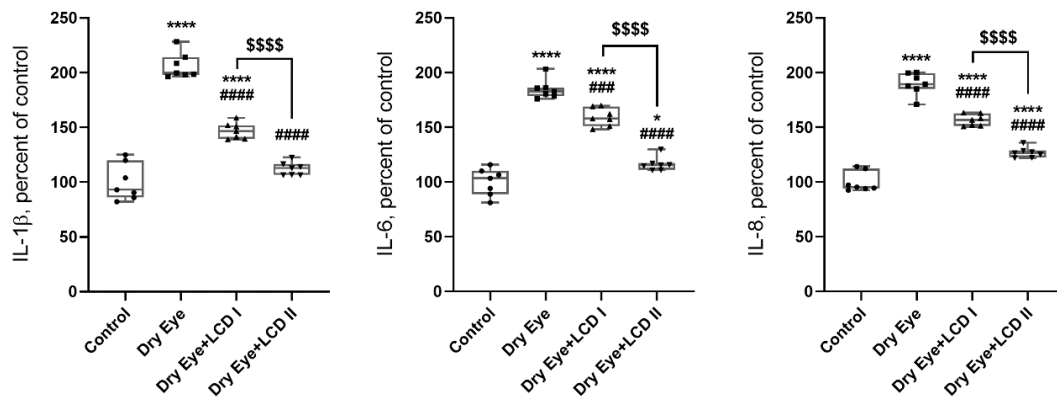 IL-1β, percent of control
250
200
150
100
50
0
****
****
####
$$$$
####
Control
Dry Eye
Dry Eye+LCD I
Dry Eye+LCD II
IL-6, percent of control
250
200
150
100
50
0
****
****
###
$$$$
*
####
Control
Dry Eye
Dry Eye+LCD I
Dry Eye+LCD II
IL-8, percent of control
250
200
150
100
50
0
****
****
####
$$$$
****
####
Control
Dry Eye
Dry Eye+LCD I
Dry Eye+LCD II